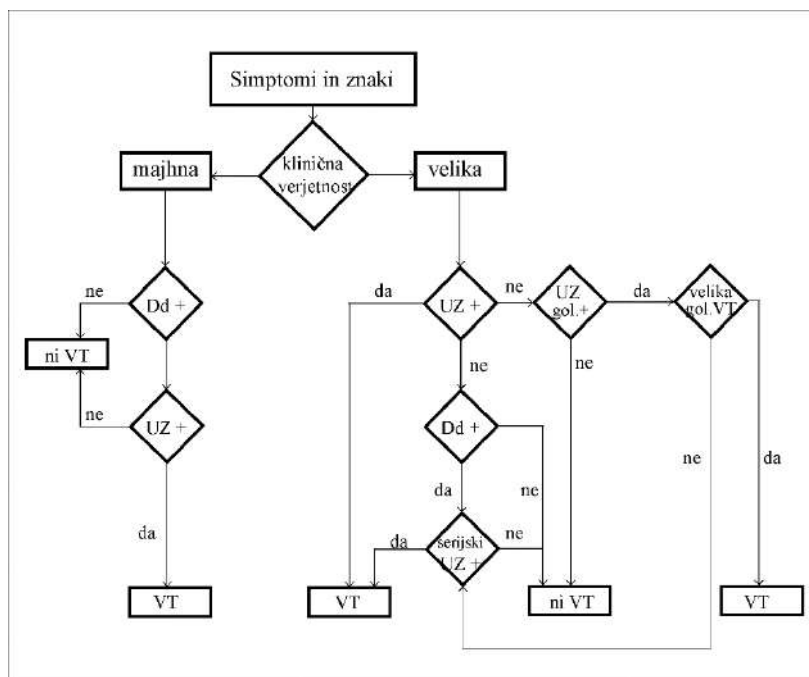 Simptomi in znaki
klinična
verjetnost
majhna
velika
ne
Dd +
ni VT
ne
UZ +
da
VT
da
UZ +
ne
UZ
gol.+
da
velika
gol.VT
ne
ne
Dd +
da
ne
ne
da
da
serijski
UZ +
ne
VT
ni VT
VT